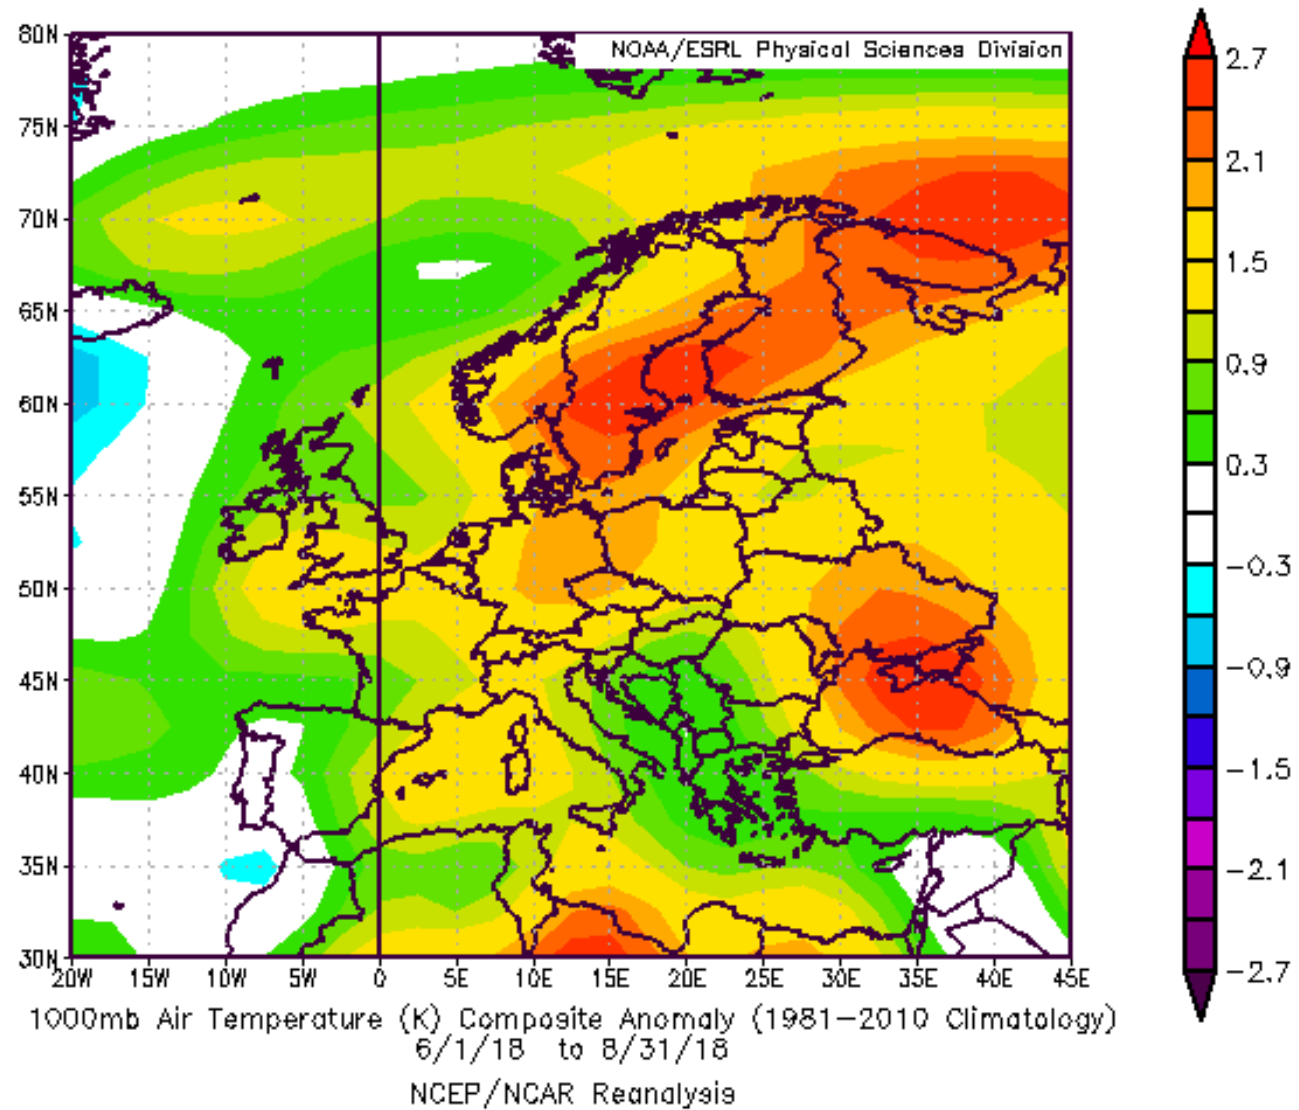 NOAA/ESRL Physical Sciences Division
80N
75N
70N
65N
60N
55N
50N
45N
40N
35N
30N
20W 15W 10W 5W 0 5E 10E 15E 20E 25E 30E 35E 40E 45E
2.7
2.1
1.5
0.9
0.3
−0.3
−0.9
−1.5
−2.1
−2.7
1000mb Air Temperature (K) Composite Anomaly (1981−2010 Climatology)
6/1/18 to 8/31/18
NCEP/NCAR Reanalysis